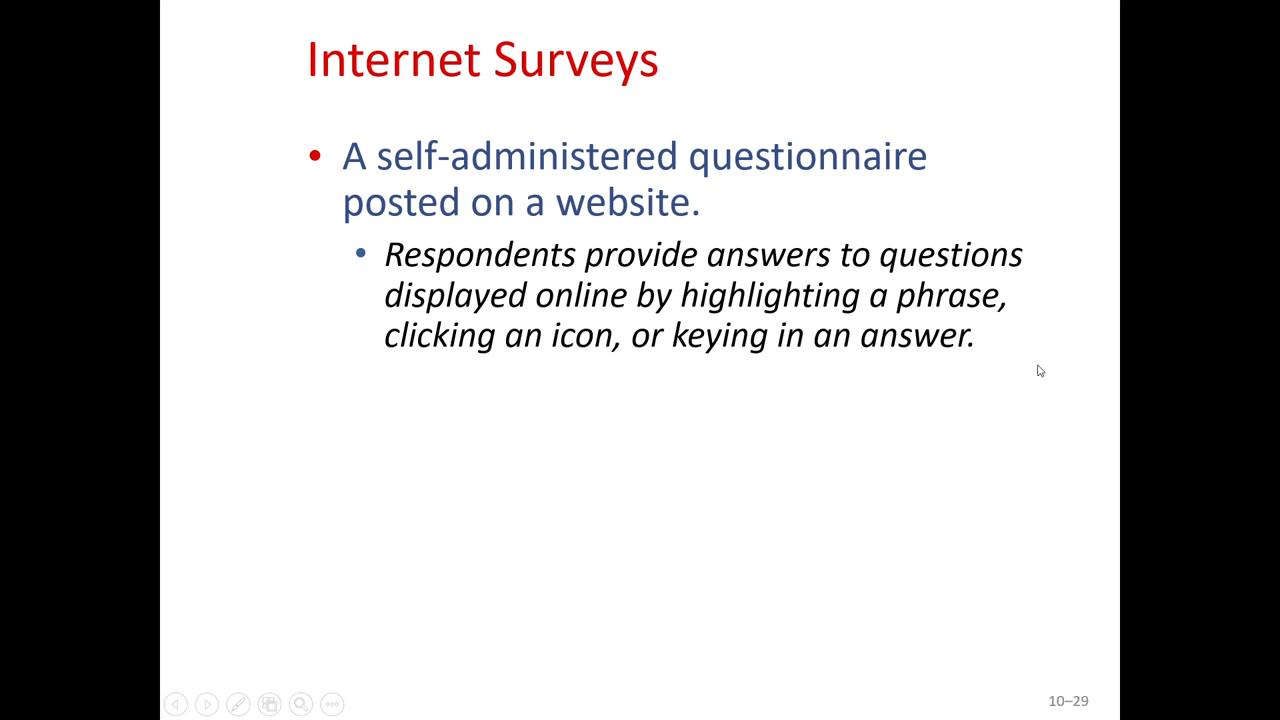 Internet Surveys
• A self-administered questionnaire
posted on a website.
• Respondents provide answers to questions
displayed online by highlighting a phrase,
clicking an icon, or keying in an answer.
10–29